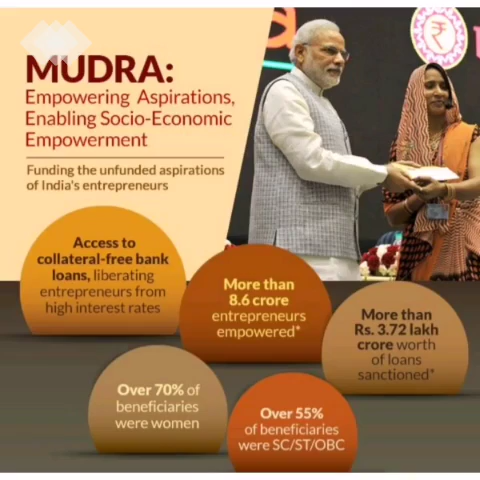 MUDRA:
Empowering Aspirations,
Enabling Socio-Economic
Empowerment
Funding the unfunded aspirations
of India's entrepreneurs
Access to
collateral-free bank
loans, liberating
entrepreneurs from
high interest rates
More than
8.6 crore
entrepreneurs
empowered*
More than
Rs. 3.72 lakh
crore worth
of loans
sanctioned*
Over 70% of
beneficiaries
were women
Over 55%
of beneficiaries
were SC/ST/OBC